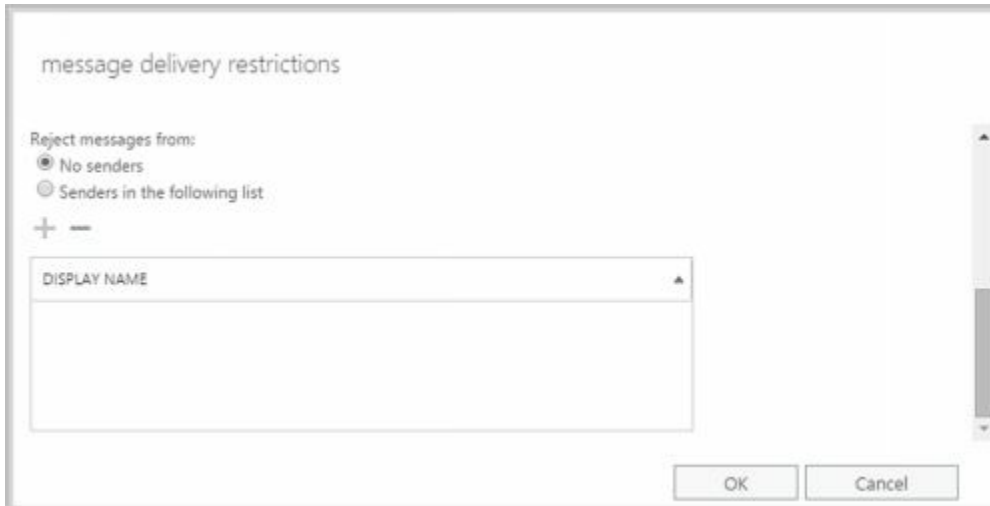 message delivery restrictions
Reject messages from:
No senders
Senders in the following list
DISPLAY NAME
OK
Cancel